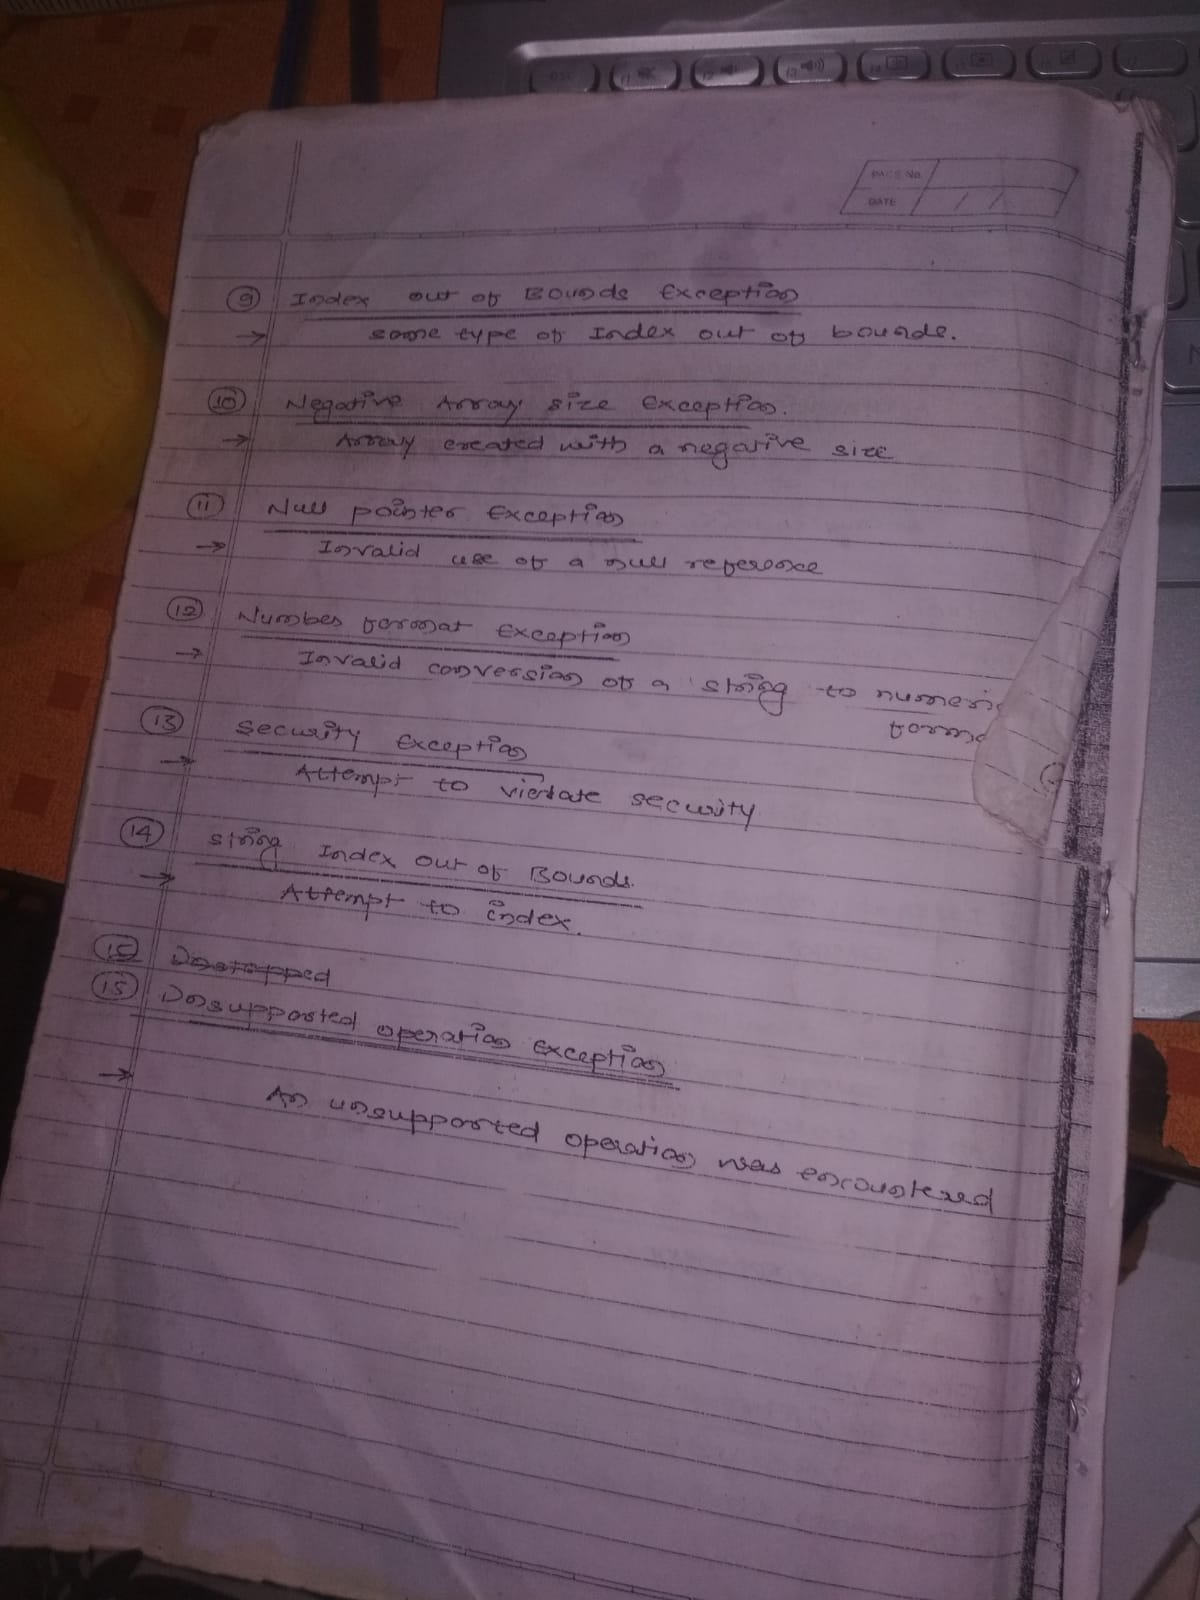 PAGE No.
DATE / /
⑨ Index out of Bounds Exception
→ some type of Index out of bounds.
⑩ Negative Array size Exception.
→ Array created with a negative size
⑪ Null pointer Exception
→ Invalid use of a null reference
⑫ Number format Exception
→ Invalid conversion of a string to numeric
⑬ Security Exception
→ Attempt to violate security
⑭ string Index out of Bounds.
→ Attempt to index.
⑮
⑮ Unsupported operation Exception
→ An unsupported operation was encountered